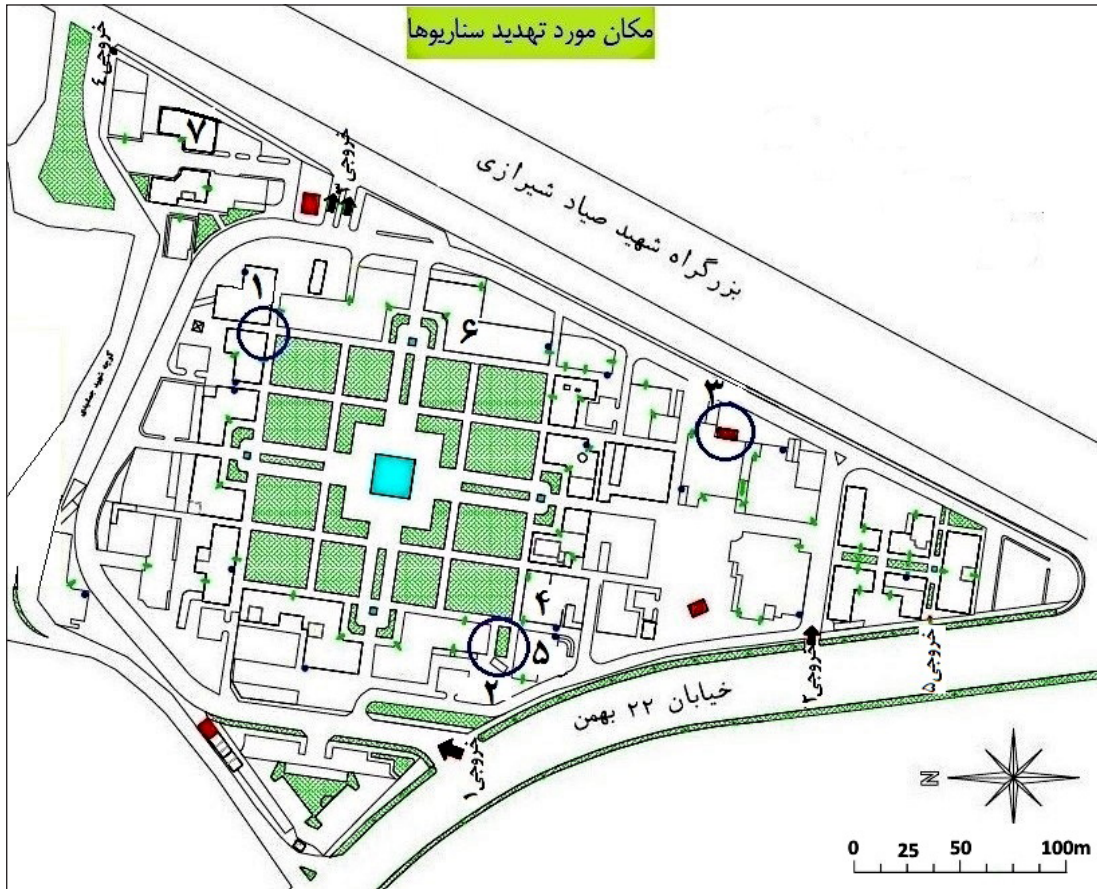 مکان مورد تهدید سناریوها
خروجی ٤
۷
خروجی ۳
بزرگراه شهید صیاد شیرازی
۱
۶
۳
۴
۵
۲
خیابان ۲۲ بهمن
خروجی ۱
خروجی ۲
خروجی ۵
N
0 25 50 100m